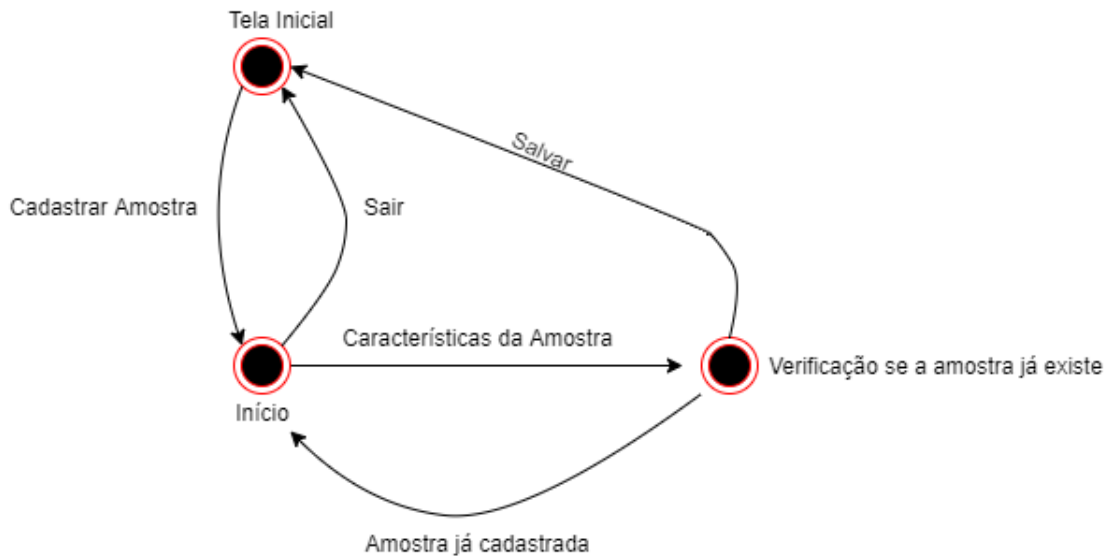 Tela Inicial
Salvar
Cadastrar Amostra
Sair
Características da Amostra
Verificação se a amostra já existe
Início
Amostra já cadastrada